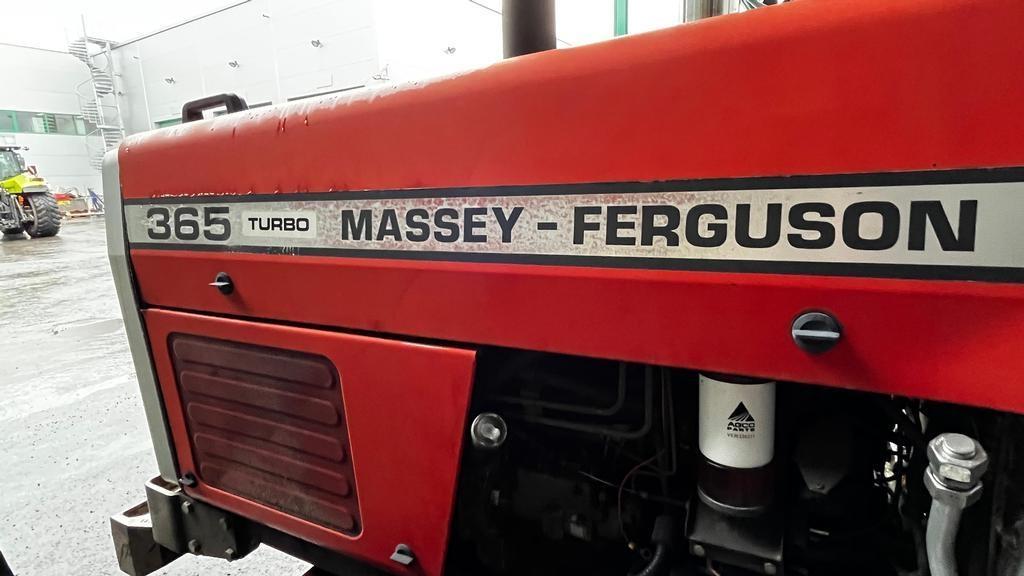 365 TURBO MASSEY - FERGUSON
AGCO
PARTS